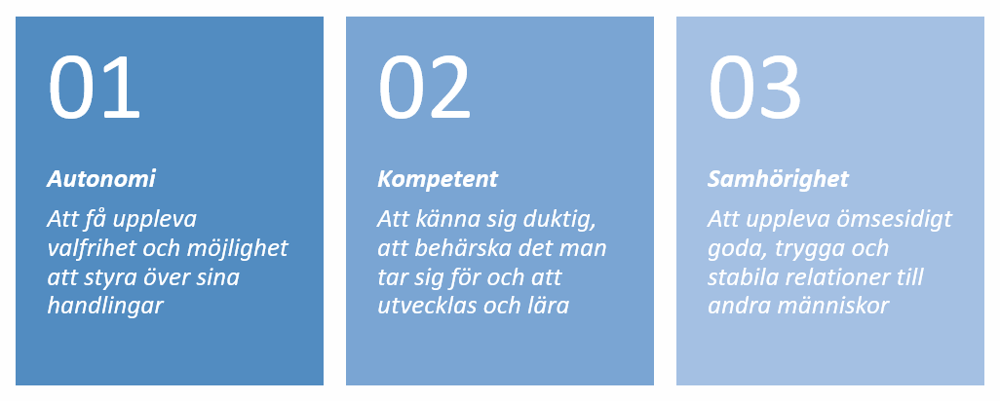 01
Autonomi
Att få uppleva
valfrihet och möjlighet
att styra över sina
handlingar
02
Kompetent
Att känna sig duktig,
att behärska det man
tar sig för och att
utvecklas och lära
03
Samhörighet
Att uppleva ömsesidigt
goda, trygga och
stabila relationer till
andra människor